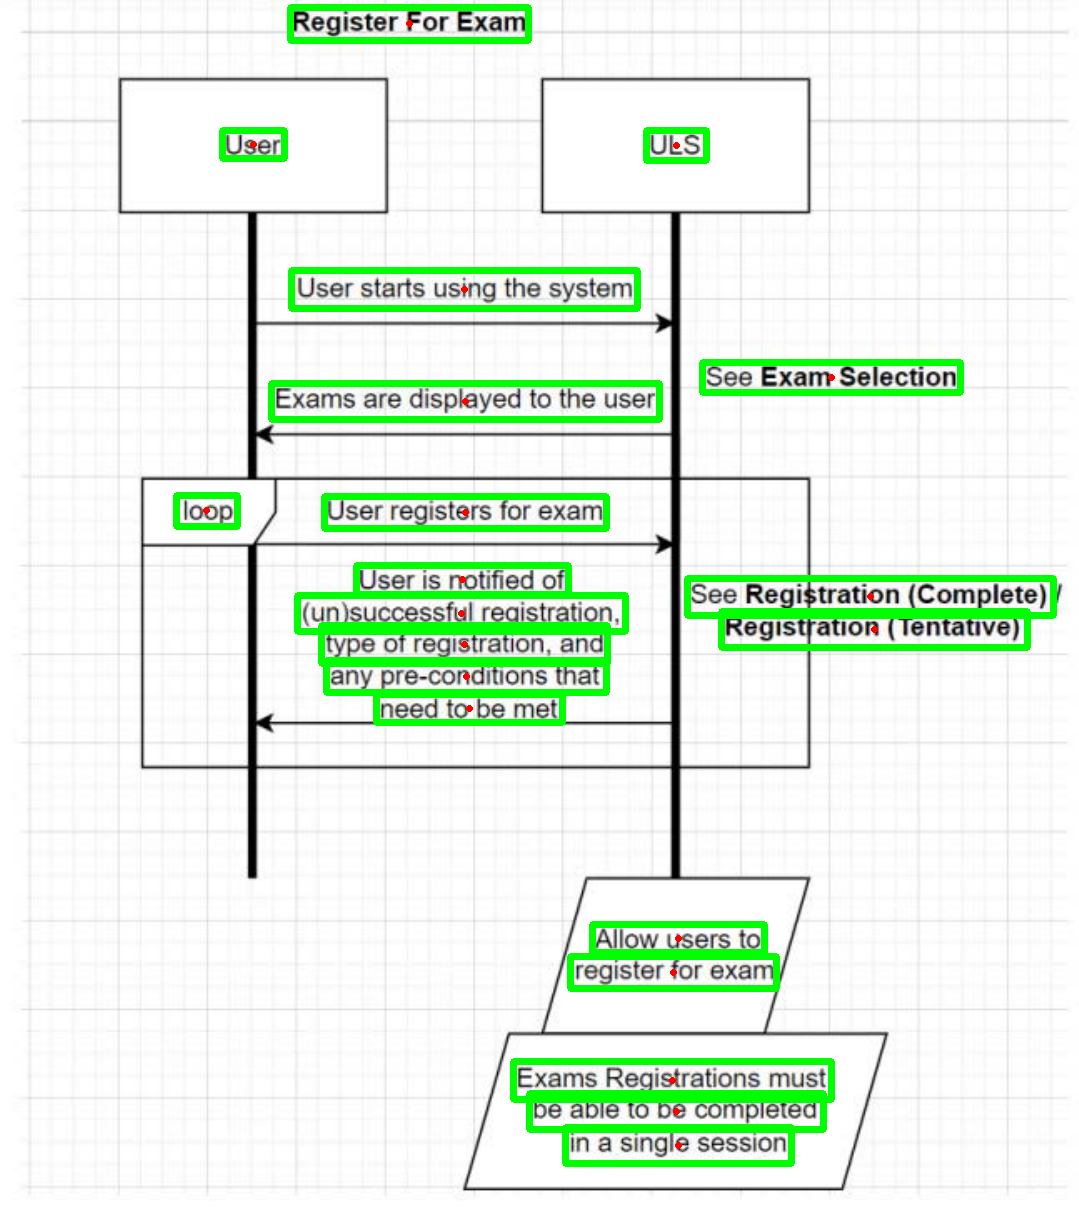 Register For Exam
User
ULS
User starts using the system
See Exam Selection
Exams are displayed to the user
loop
User registers for exam
User is notified of
(un)successful registration,
type of registration, and
any pre-conditions that
need to be met
See Registration (Complete) /
Registration (Tentative)
Allow users to
register for exam
Exams Registrations must
be able to be completed
in a single session